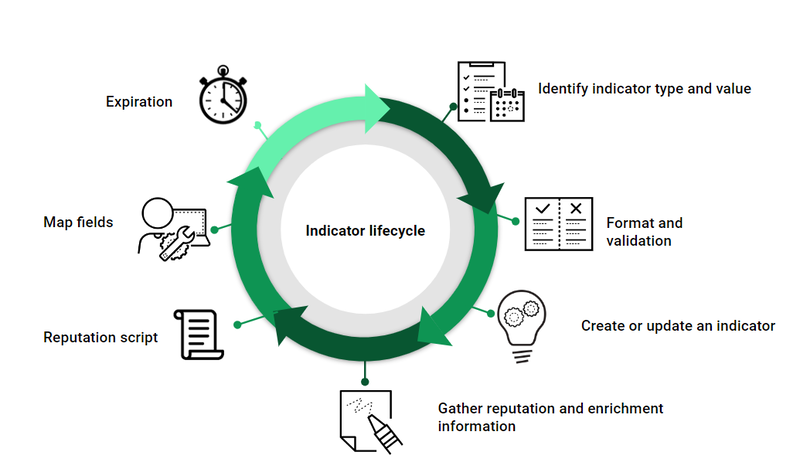 Expiration
Identify indicator type and value
Map fields
Indicator lifecycle
Format and
validation
Reputation script
Create or update an indicator
Gather reputation and enrichment
information